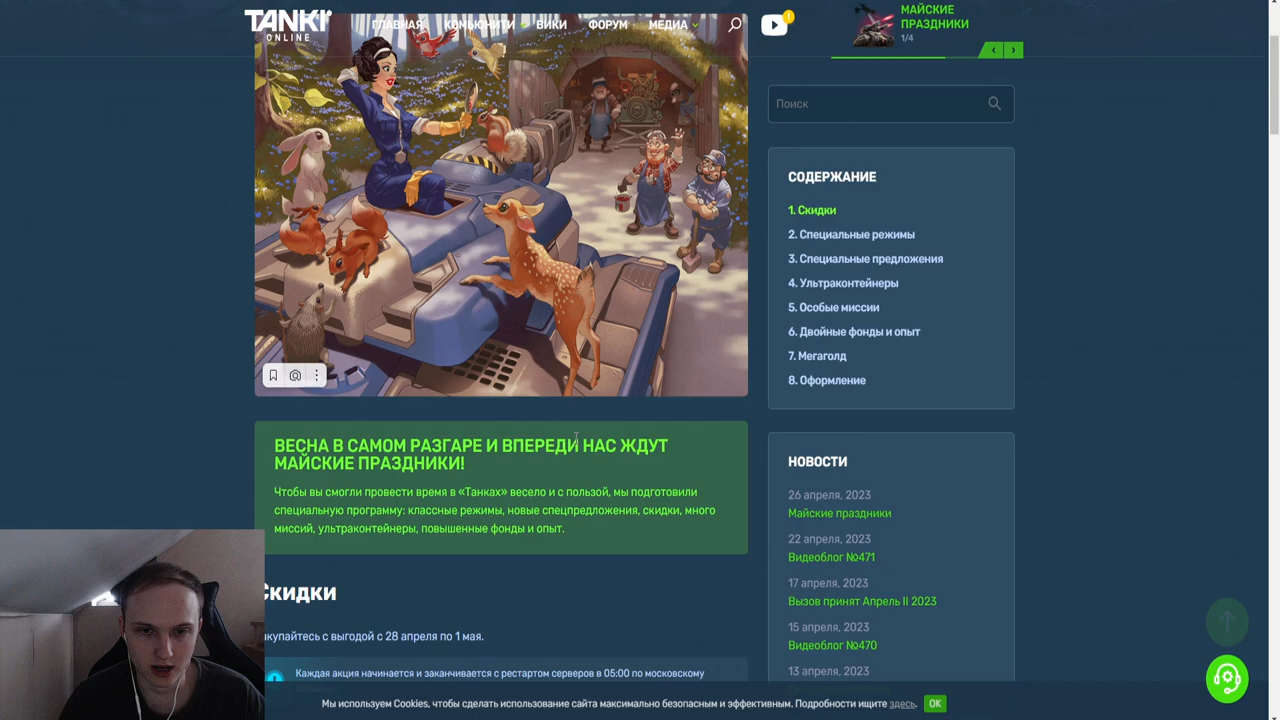 TANKI
ONLINE
ГЛАВНАЯ
КОМЬЮНИТИ
ВИКИ
ФОРУМ
МЕДИА
МАЙСКИЕ
ПРАЗДНИКИ
1/4
Поиск
СОДЕРЖАНИЕ
1. Скидки
2. Специальные режимы
3. Специальные предложения
4. Ультраконтейнеры
5. Особые миссии
6. Двойные фонды и опыт
7. Мегаголд
8. Оформление
ВЕСНА В САМОМ РАЗГАРЕ И ВПЕРЕДИ НАС ЖДУТ
МАЙСКИЕ ПРАЗДНИКИ!
Чтобы вы смогли провести время в «Танках» весело и с пользой, мы подготовили
специальную программу: классные режимы, новые спецпредложения, скидки, много
миссий, ультраконтейнеры, повышенные фонды и опыт.
НОВОСТИ
26 апреля, 2023
Майские праздники
22 апреля, 2023
Видеоблог №471
17 апреля, 2023
Вызов принят Апрель II 2023
15 апреля, 2023
Видеоблог №470
13 апреля, 2023
Скидки
акупайтесь с выгодой с 28 апреля по 1 мая.
Каждая акция начинается и заканчивается с рестартом серверов в 05:00 по московскому
Мы используем Cookies, чтобы сделать использование сайта максимально безопасным и эффективным. Подробности ищите здесь.
OK